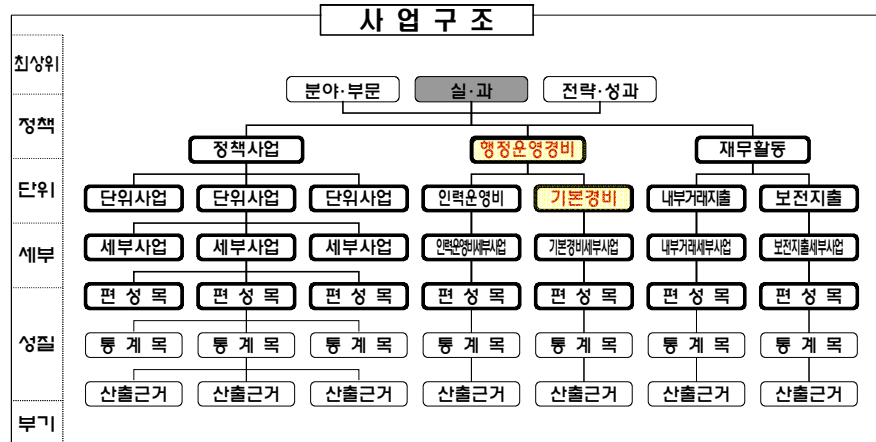 사 업 구 조
최상위
분야·부문 실·과 전략·성과
정책
정책사업 행정운영경비 재무활동
단위
단위사업 단위사업 단위사업 인력운영비 기본경비 내부거래지출 보전지출
세부
세부사업 세부사업 세부사업 인력운영비세부사업 기본경비세부사업 내부거래세부사업 보전지출세부사업
편 성 목 편 성 목 편 성 목 편 성 목 편 성 목 편 성 목 편 성 목
성질
통 계 목 통 계 목 통 계 목 통 계 목 통 계 목 통 계 목 통 계 목
산출근거 산출근거 산출근거 산출근거 산출근거 산출근거 산출근거
부기